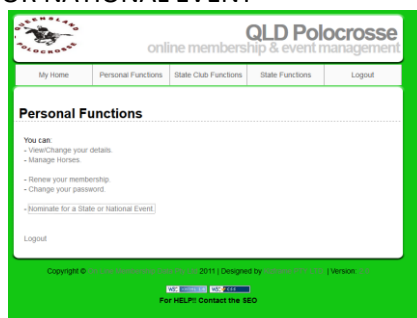 OR NATIONAL EVENT
QUEENSLAND
POLOCROSSE
QLD Polocrosse
online membership & event management
My Home Personal Functions State Club Functions State Functions Logout
Personal Functions
You can:
- View/Change your details.
- Manage Horses.
- Renew your membership.
- Change your password.
- Nominate for a State or National Event.
Logout
Copyright © 2011 | Designed by | Version:
For HELP!! Contact the SEO